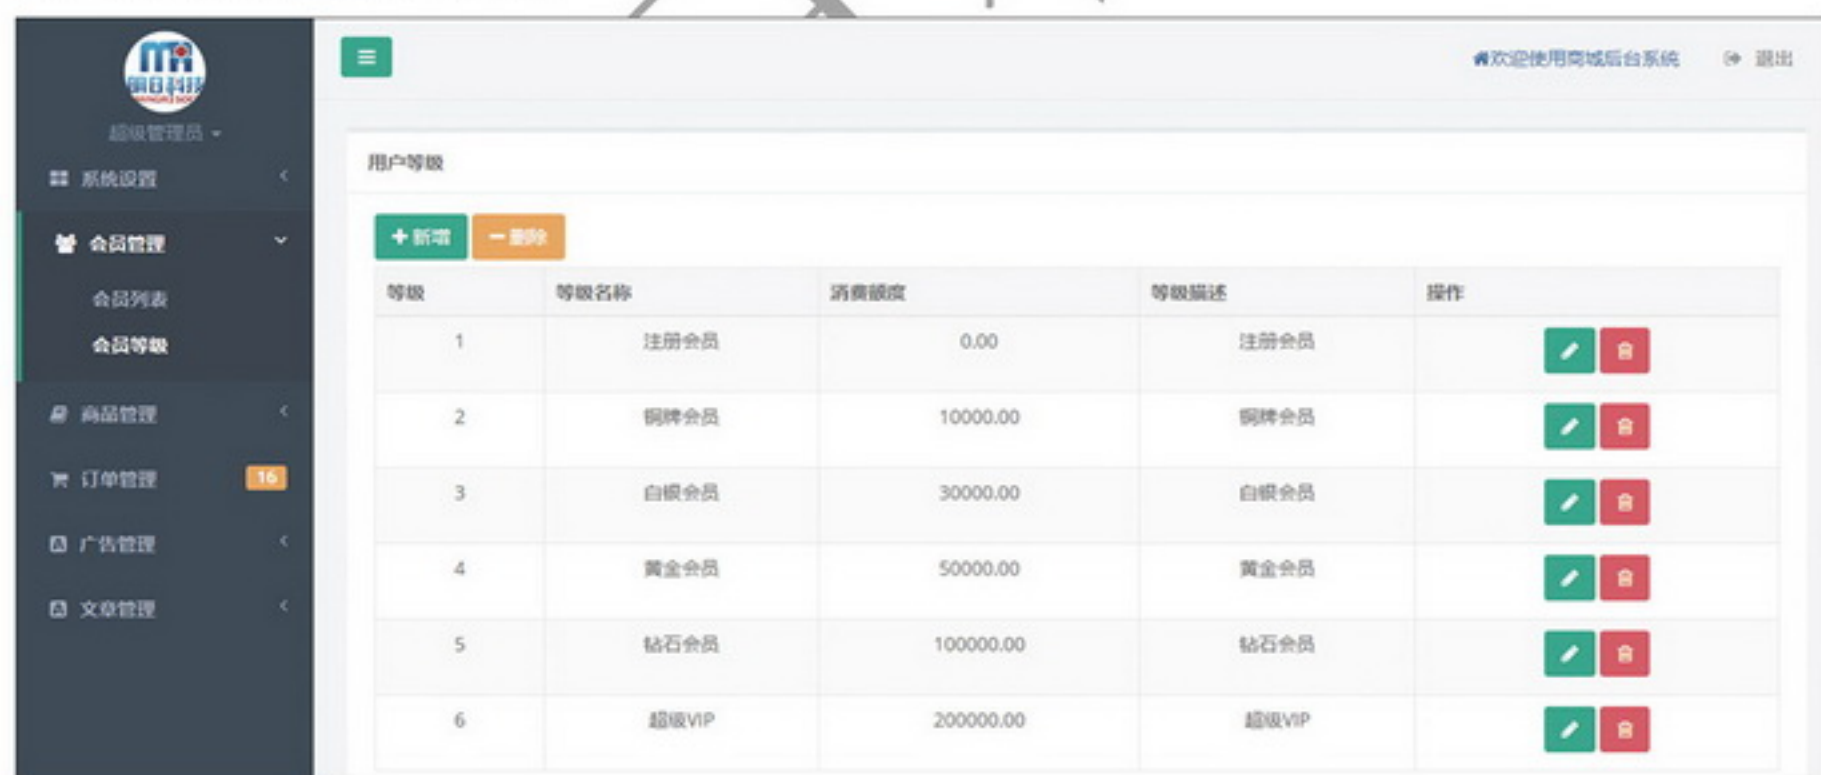 明日科技
欢迎使用商城后台系统 退出
超级管理员
系统设置
会员管理
会员列表
会员等级
商品管理
订单管理 16
广告管理
文章管理
用户等级
新增 删除
等级 等级名称 消费额度 等级描述 操作
1 注册会员 0.00 注册会员
2 铜牌会员 10000.00 铜牌会员
3 白银会员 30000.00 白银会员
4 黄金会员 50000.00 黄金会员
5 钻石会员 100000.00 钻石会员
6 超级VIP 200000.00 超级VIP